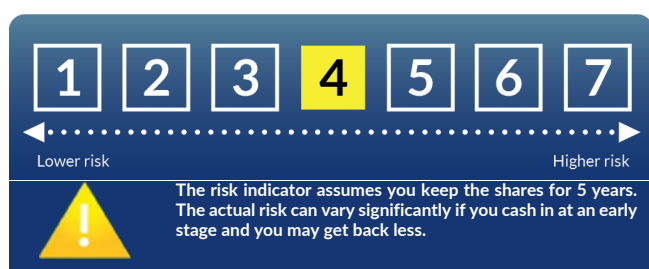 1 2 3 4 5 6 7
Lower risk Higher risk
The risk indicator assumes you keep the shares for 5 years.
The actual risk can vary significantly if you cash in at an early
stage and you may get back less.